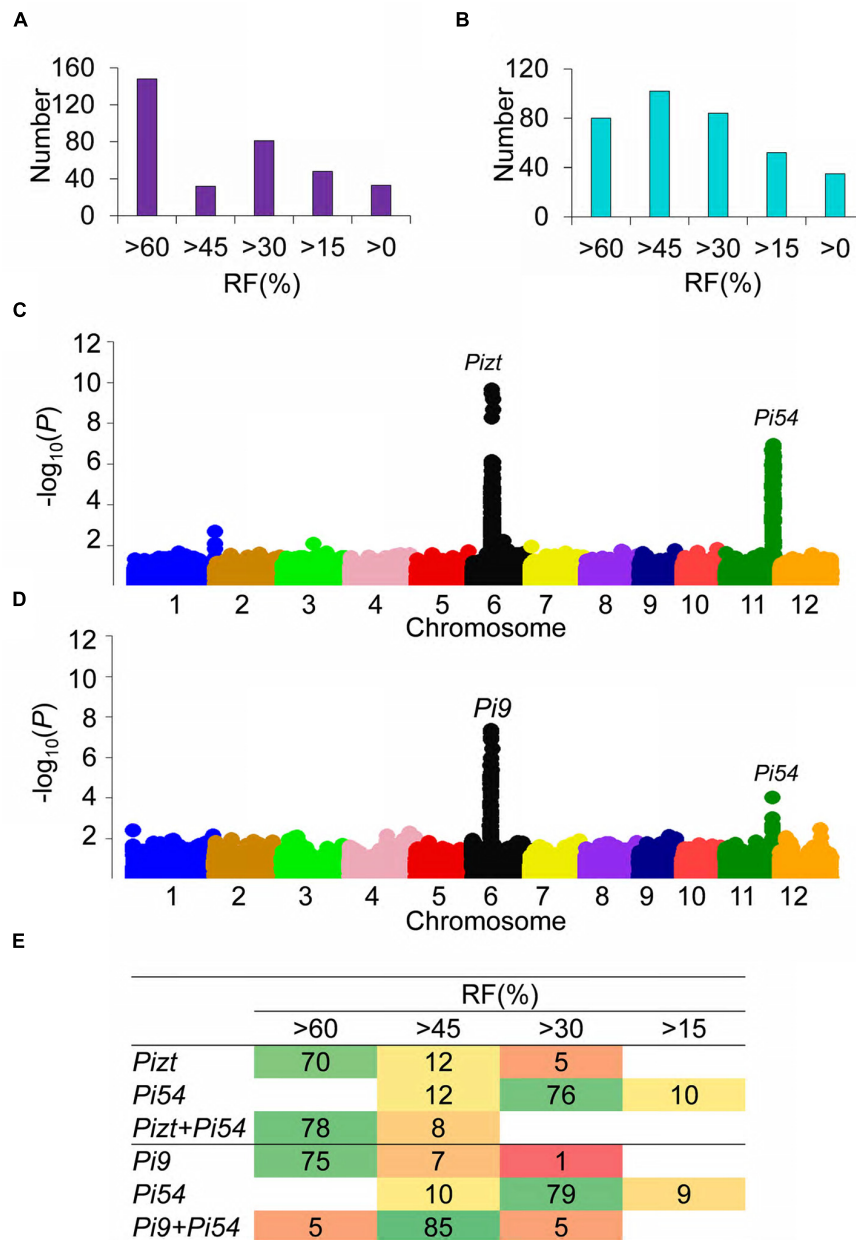 A
B
160
120
80
40
0
Number
>60 >45 >30 >15 >0
RF(%)
120
80
40
0
Number
>60 >45 >30 >15 >0
RF(%)
C
12
10
8
6
4
2
-log10(P)
Pizt
Pi54
1 2 3 4 5 6 7 8 9 10 11 12
Chromosome
D
12
10
8
6
4
2
-log10(P)
Pi9
Pi54
1 2 3 4 5 6 7 8 9 10 11 12
Chromosome
E
RF(%)
>60 >45 >30 >15
Pizt 70 12 5
Pi54 12 76 10
Pizt+Pi54 78 8
Pi9 75 7 1
Pi54 10 79 9
Pi9+Pi54 5 85 5